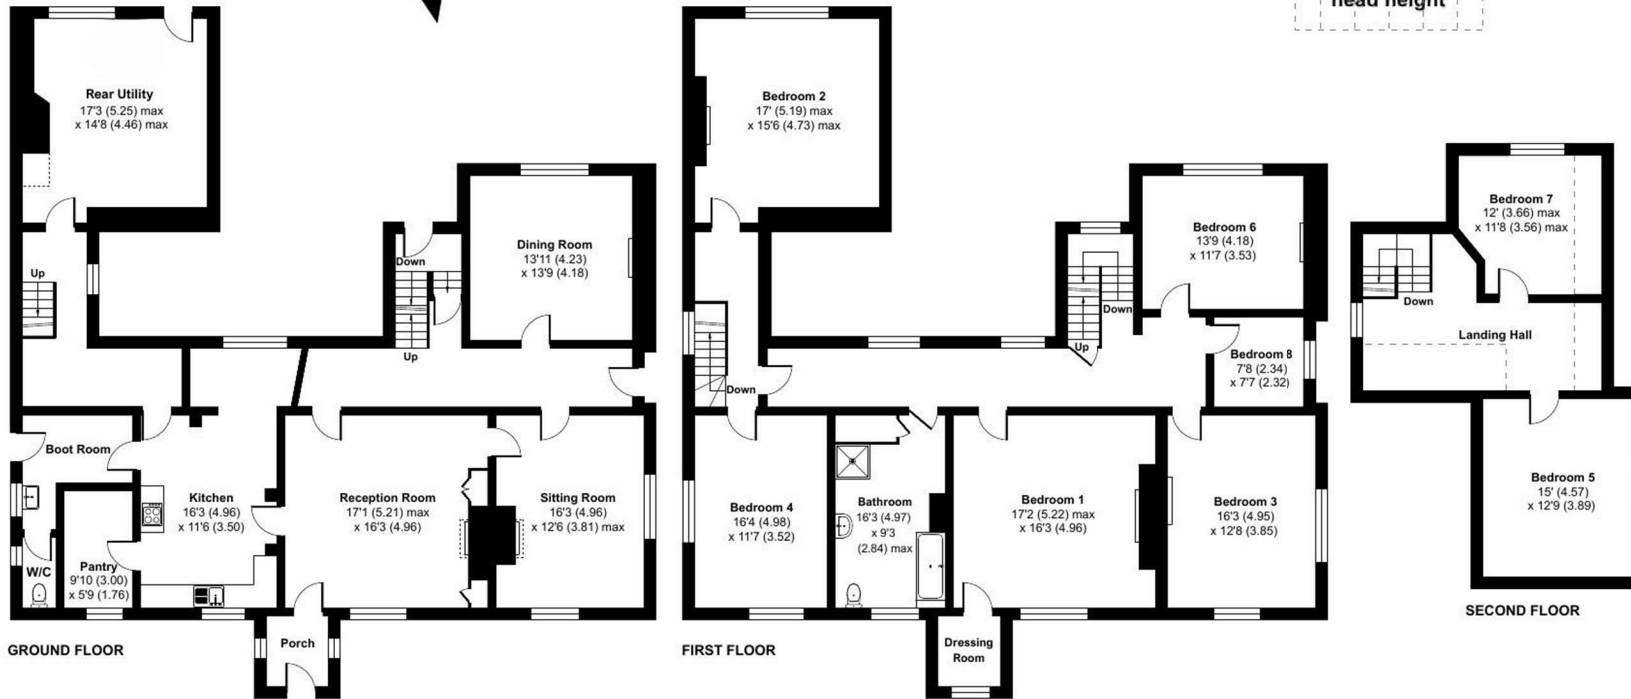 head height
Rear Utility
17'3 (5.25) max
x 14'8 (4.46) max
Up
Down
Up
Dining Room
13'11 (4.23)
x 13'9 (4.18)
Boot Room
Kitchen
16'3 (4.96)
x 11'6 (3.50)
Reception Room
17'1 (5.21) max
x 16'3 (4.96)
Sitting Room
16'3 (4.96)
x 12'6 (3.81) max
W/C
Pantry
9'10 (3.00)
x 5'9 (1.76)
Porch
GROUND FLOOR
Bedroom 2
17' (5.19) max
x 15'6 (4.73) max
Bedroom 6
13'9 (4.18)
x 11'7 (3.53)
Down
Up
Bedroom 8
7'8 (2.34)
x 7'7 (2.32)
Down
Bedroom 4
16'4 (4.98)
x 11'7 (3.52)
Bathroom
16'3 (4.97)
x 9'3
(2.84) max
Bedroom 1
17'2 (5.22) max
x 16'3 (4.96)
Bedroom 3
16'3 (4.95)
x 12'8 (3.85)
Dressing
Room
FIRST FLOOR
Bedroom 7
12' (3.66) max
x 11'8 (3.56) max
Down
Landing Hall
Bedroom 5
15' (4.57)
x 12'9 (3.89)
SECOND FLOOR